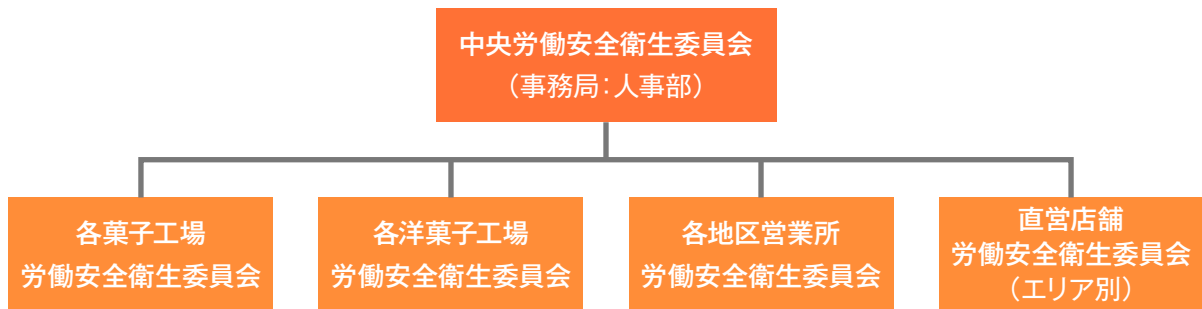 中央労働安全衛生委員会
（事務局：人事部）
各菓子工場
労働安全衛生委員会
各洋菓子工場
労働安全衛生委員会
各地区営業所
労働安全衛生委員会
直営店舗
労働安全衛生委員会
（エリア別）